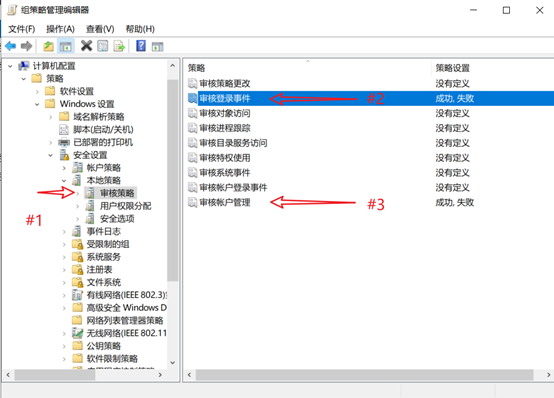 组策略管理编辑器
文件(F) 操作(A) 查看(V) 帮助(H)
计算机配置
策略
软件设置
Windows 设置
域名解析策略
脚本(启动/关机)
已部署的打印机
安全设置
帐户策略
本地策略
审核策略
用户权限分配
#1
安全选项
事件日志
受限制的组
系统服务
注册表
文件系统
有线网络(IEEE 802.3)
高级安全 Windows D
网络列表管理器策略
无线网络(IEEE 802.11
公钥策略
软件限制策略
策略 策略设置
审核策略更改 没有定义
审核登录事件 #2 成功, 失败
审核对象访问 没有定义
审核进程跟踪 没有定义
审核目录服务访问 没有定义
审核特权使用 没有定义
审核系统事件 没有定义
审核帐户登录事件 没有定义
审核帐户管理 #3 成功, 失败